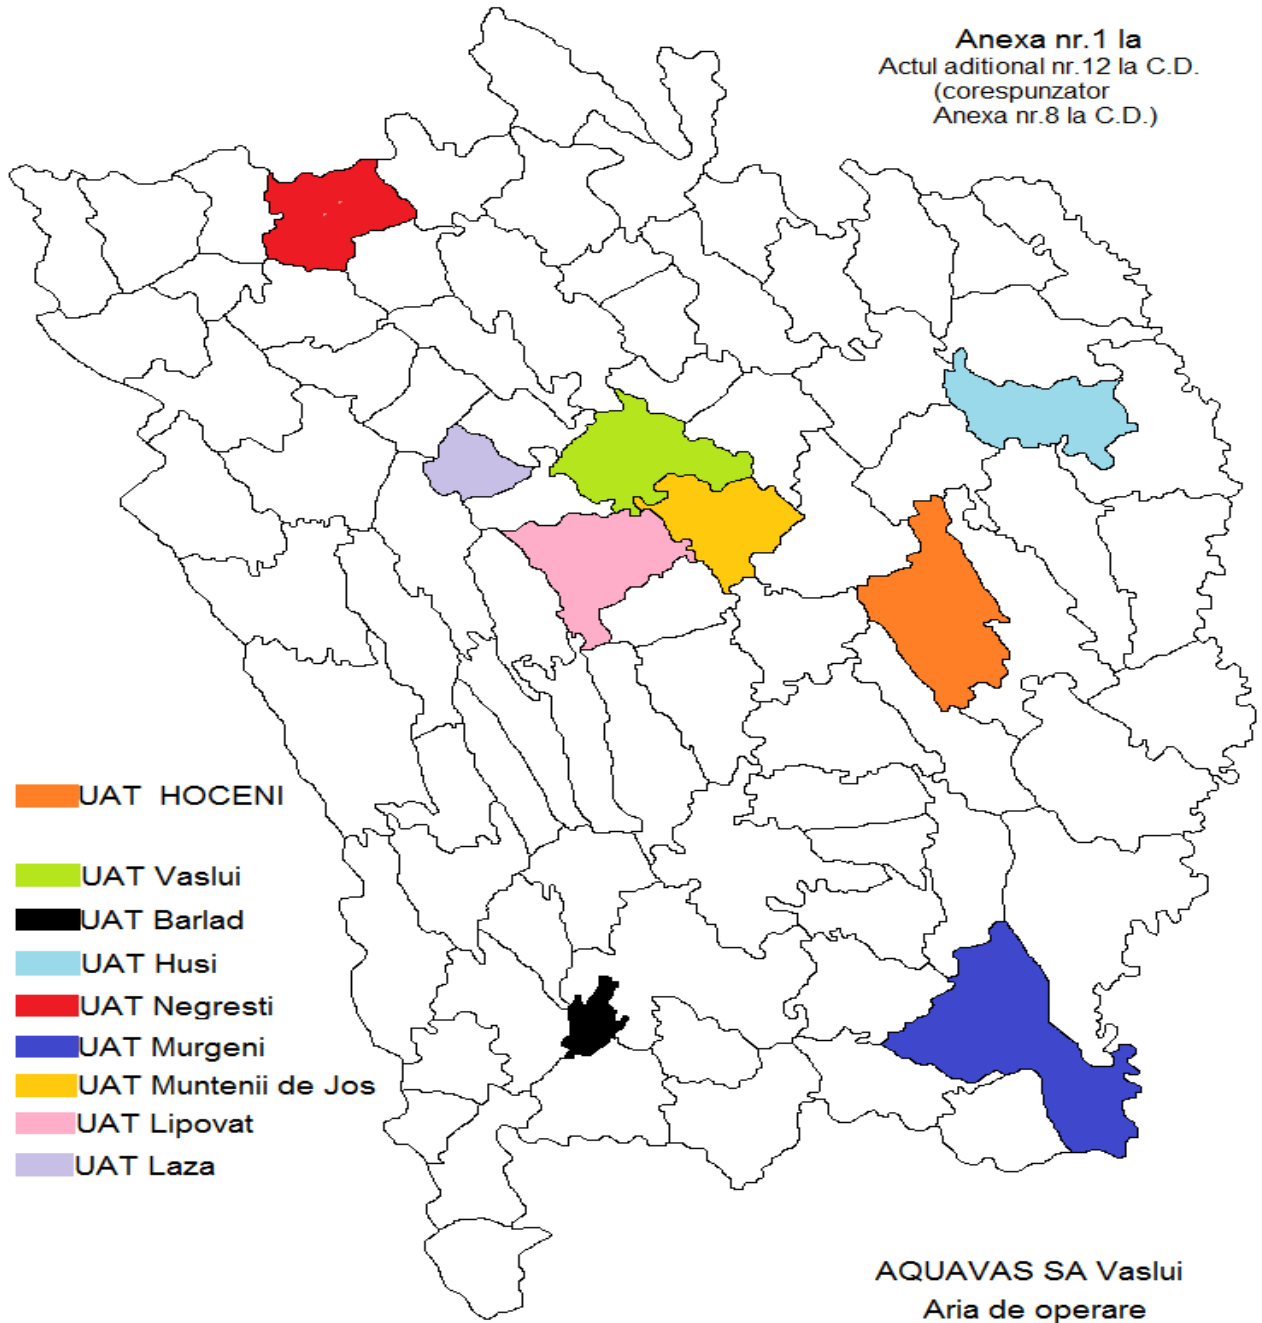 Anexa nr.1 la
Actul aditional nr.12 la C.D.
(corespunzator
Anexa nr.8 la C.D.)
UAT HOCENI
UAT Vaslui
UAT Barlad
UAT Husi
UAT Negresti
UAT Murgeni
UAT Muntenii de Jos
UAT Lipovat
UAT Laza
AQUAVAS SA Vaslui
Aria de operare